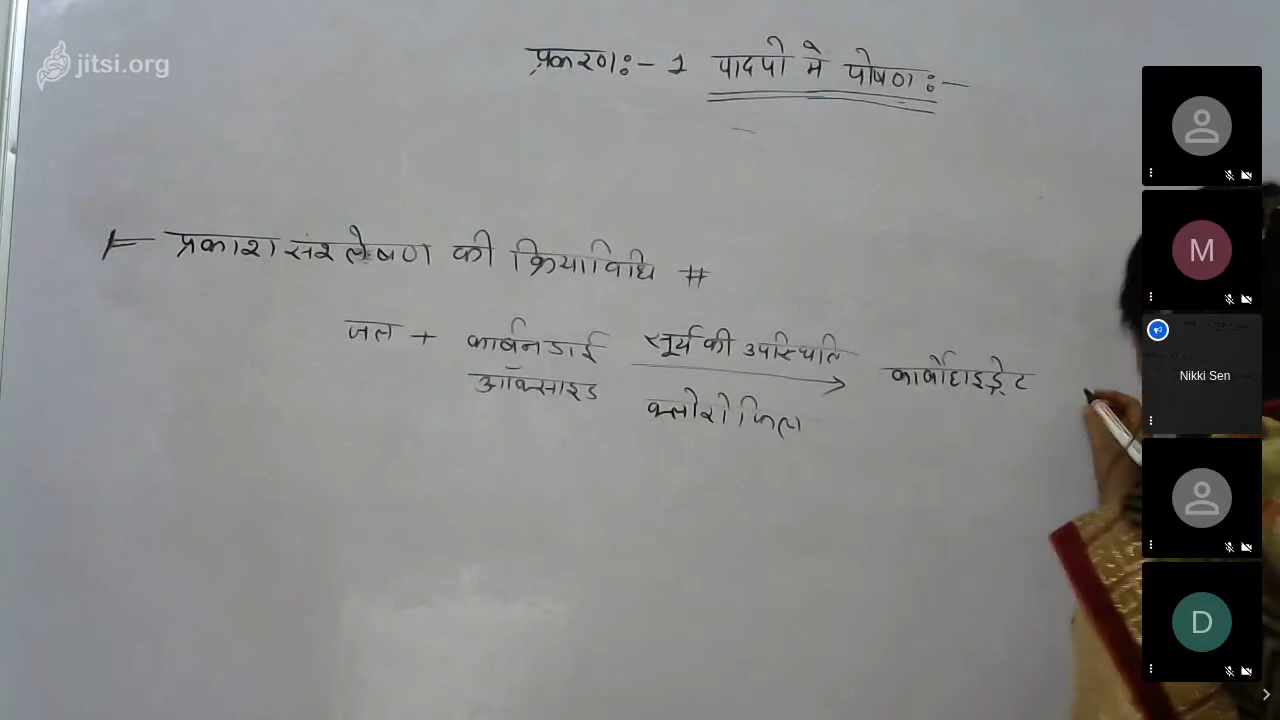 jitsi.org
प्रकरण:- 1 पादपो मे पोषण:-
प्रकाश संश्लेषण की क्रियाविधि #
जल + कार्बनडाई सूर्य की उपस्थिति कार्बोहाइड्रेट
ऑक्साइड क्लोरोफिल
M
Nikki Sen
D